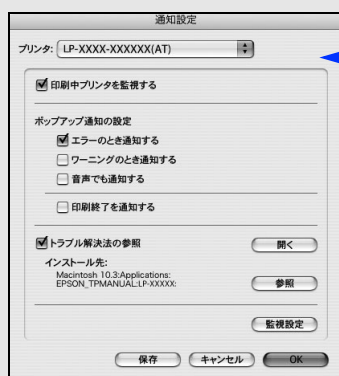 通知設定
プリンタ: LP-XXXX-XXXXXX(AT)
印刷中プリンタを監視する
ポップアップ通知の設定
エラーのとき通知する
ワーニングのとき通知する
音声でも通知する
印刷終了を通知する
トラブル解決法の参照 開く
インストール先:
Macintosh 10.3:Applications:
EPSON_TPMANUAL:LP-XXXX: 参照
監視設定
保存 キャンセル OK